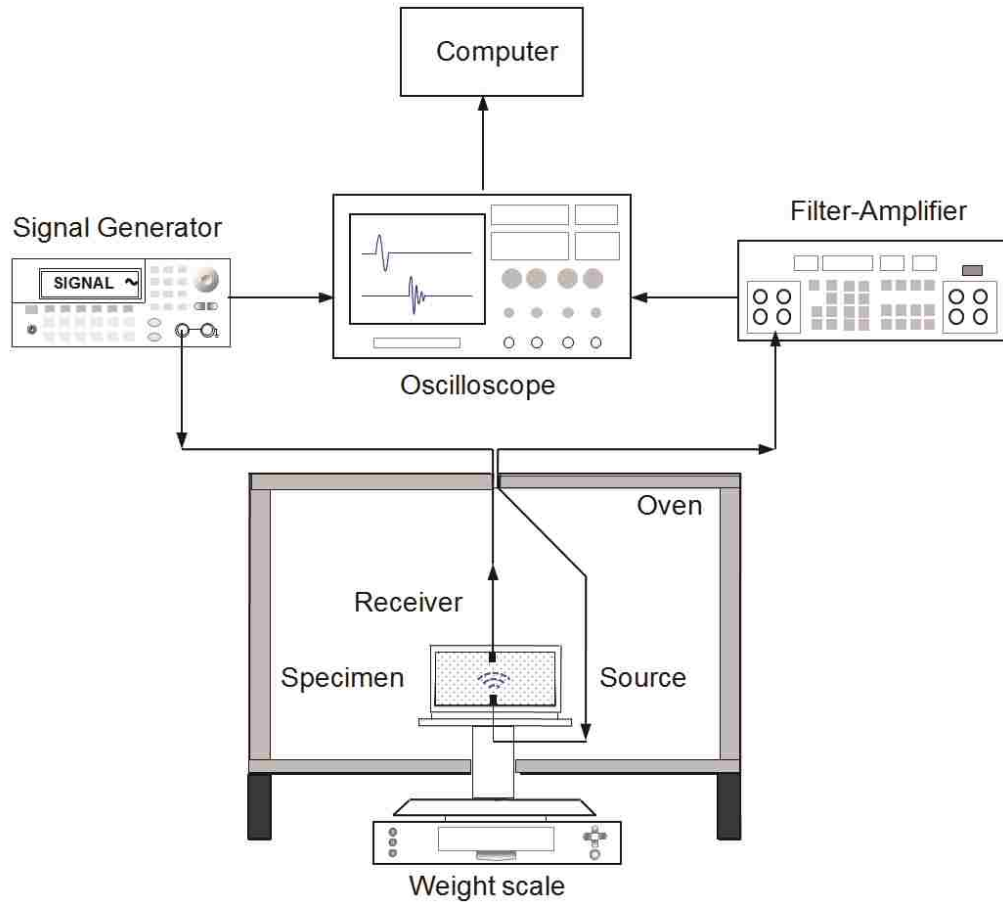 Computer
Signal Generator
Filter-Amplifier
SIGNAL ~
Oscilloscope
Oven
Receiver
Specimen
Source
Weight scale